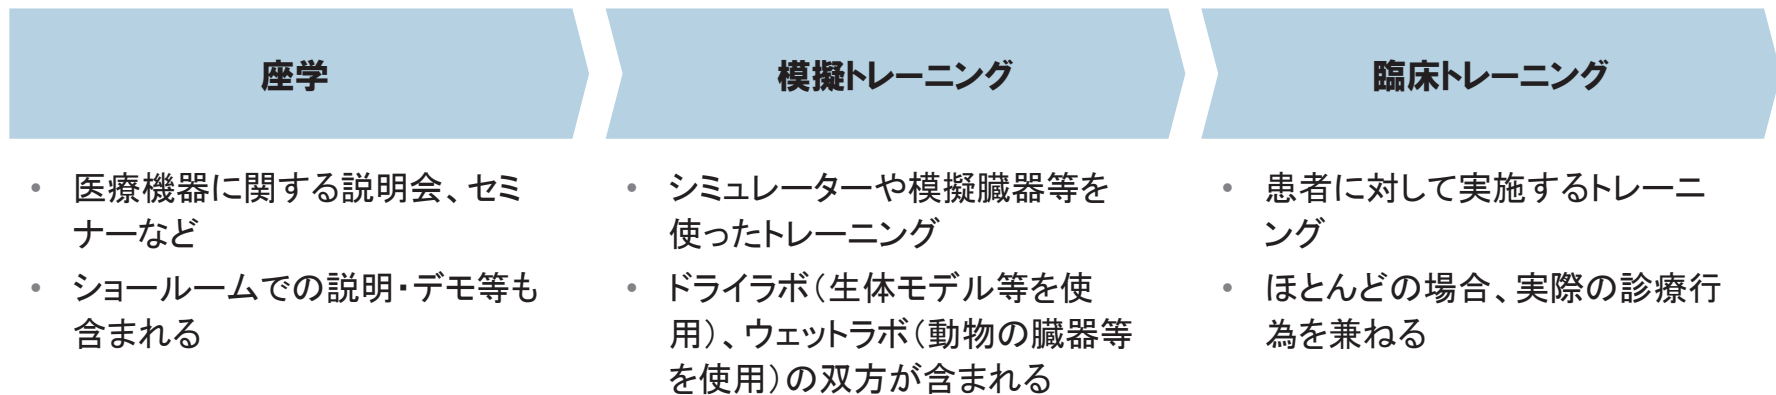 座学
• 医療機器に関する説明会、セミ
ナーなど
• ショールームでの説明・デモ等も
含まれる
模擬トレーニング
• シミュレーターや模擬臓器等を
使ったトレーニング
• ドライラボ（生体モデル等を使
用）、ウェットラボ（動物の臓器等
を使用）の双方が含まれる
臨床トレーニング
• 患者に対して実施するトレーニ
ング
• ほとんどの場合、実際の診療行
為を兼ねる